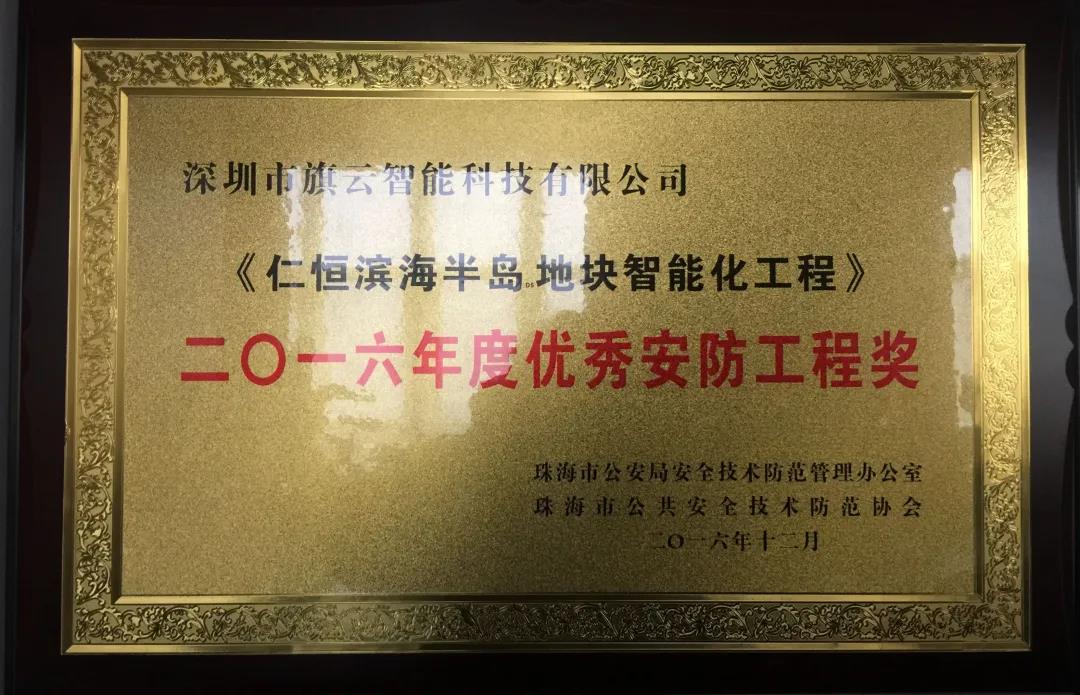 深圳市旗云智能科技有限公司
《仁恒滨海半岛地块智能化工程》
二〇一六年度优秀安防工程奖
珠海市公安局安全技术防范管理办公室
珠海市公共安全技术防范协会
二〇一六年十二月